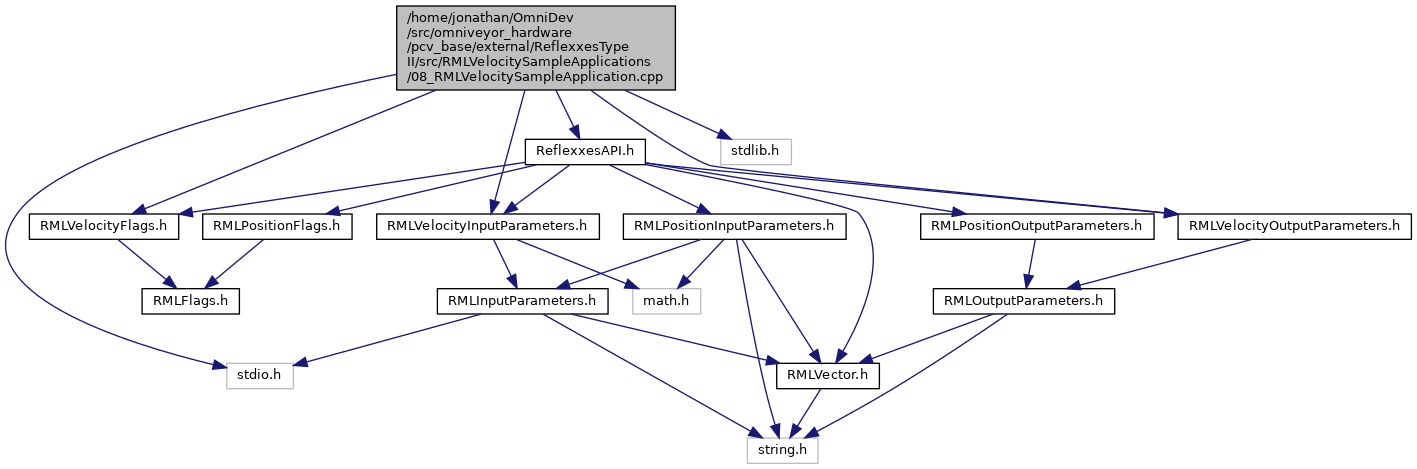 /home/jonathan/OmniDev
/src/omniveyor_hardware
/pcv_base/external/ReflexxesType
II/src/RMLVelocitySampleApplications
/08_RMLVelocitySampleApplication.cpp
ReflexxesAPI.h
stdlib.h
RMLVelocityFlags.h
RMLPositionFlags.h
RMLVelocityInputParameters.h
RMLPositionInputParameters.h
RMLPositionOutputParameters.h
RMLVelocityOutputParameters.h
RMLFlags.h
RMLInputParameters.h
math.h
RMLOutputParameters.h
stdio.h
RMLVector.h
string.h